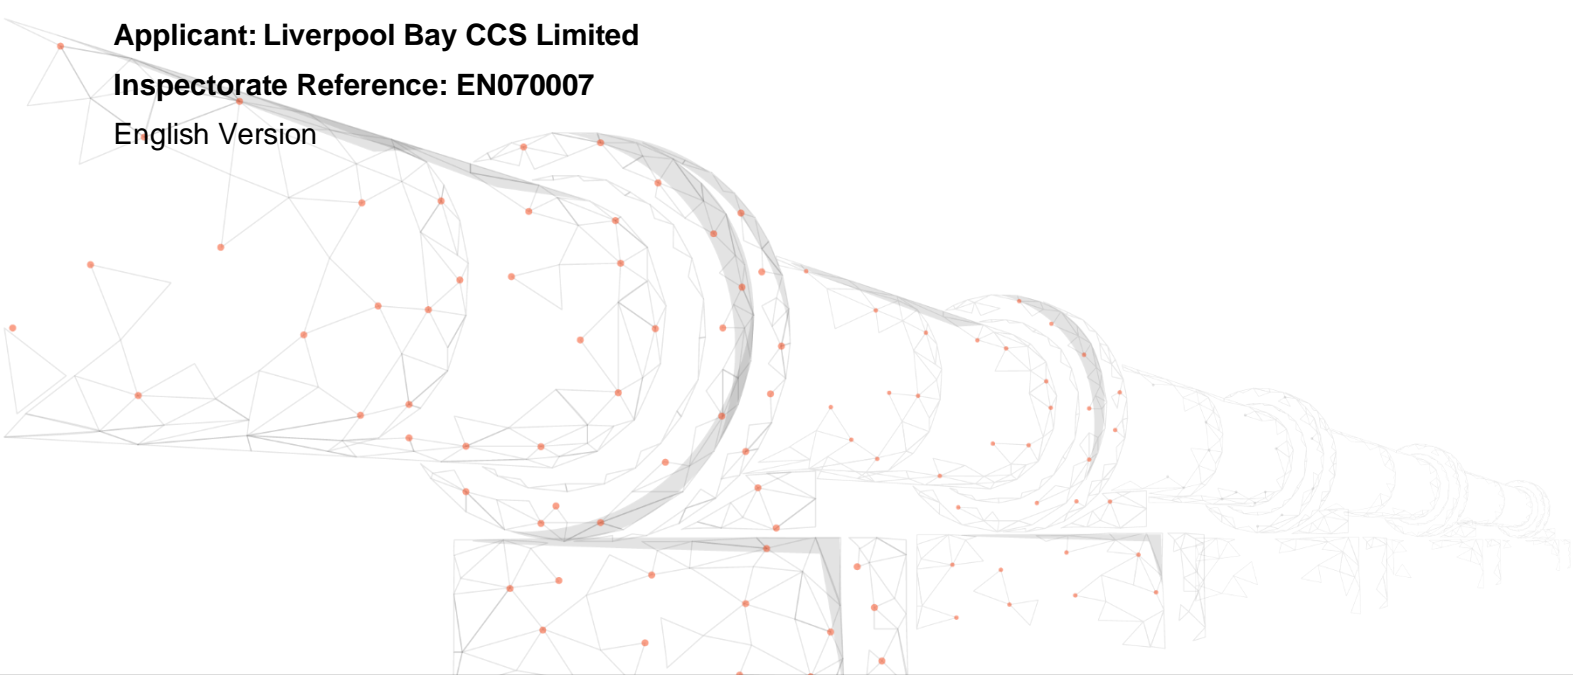 Applicant: Liverpool Bay CCS Limited
Inspectorate Reference: EN070007
English Version